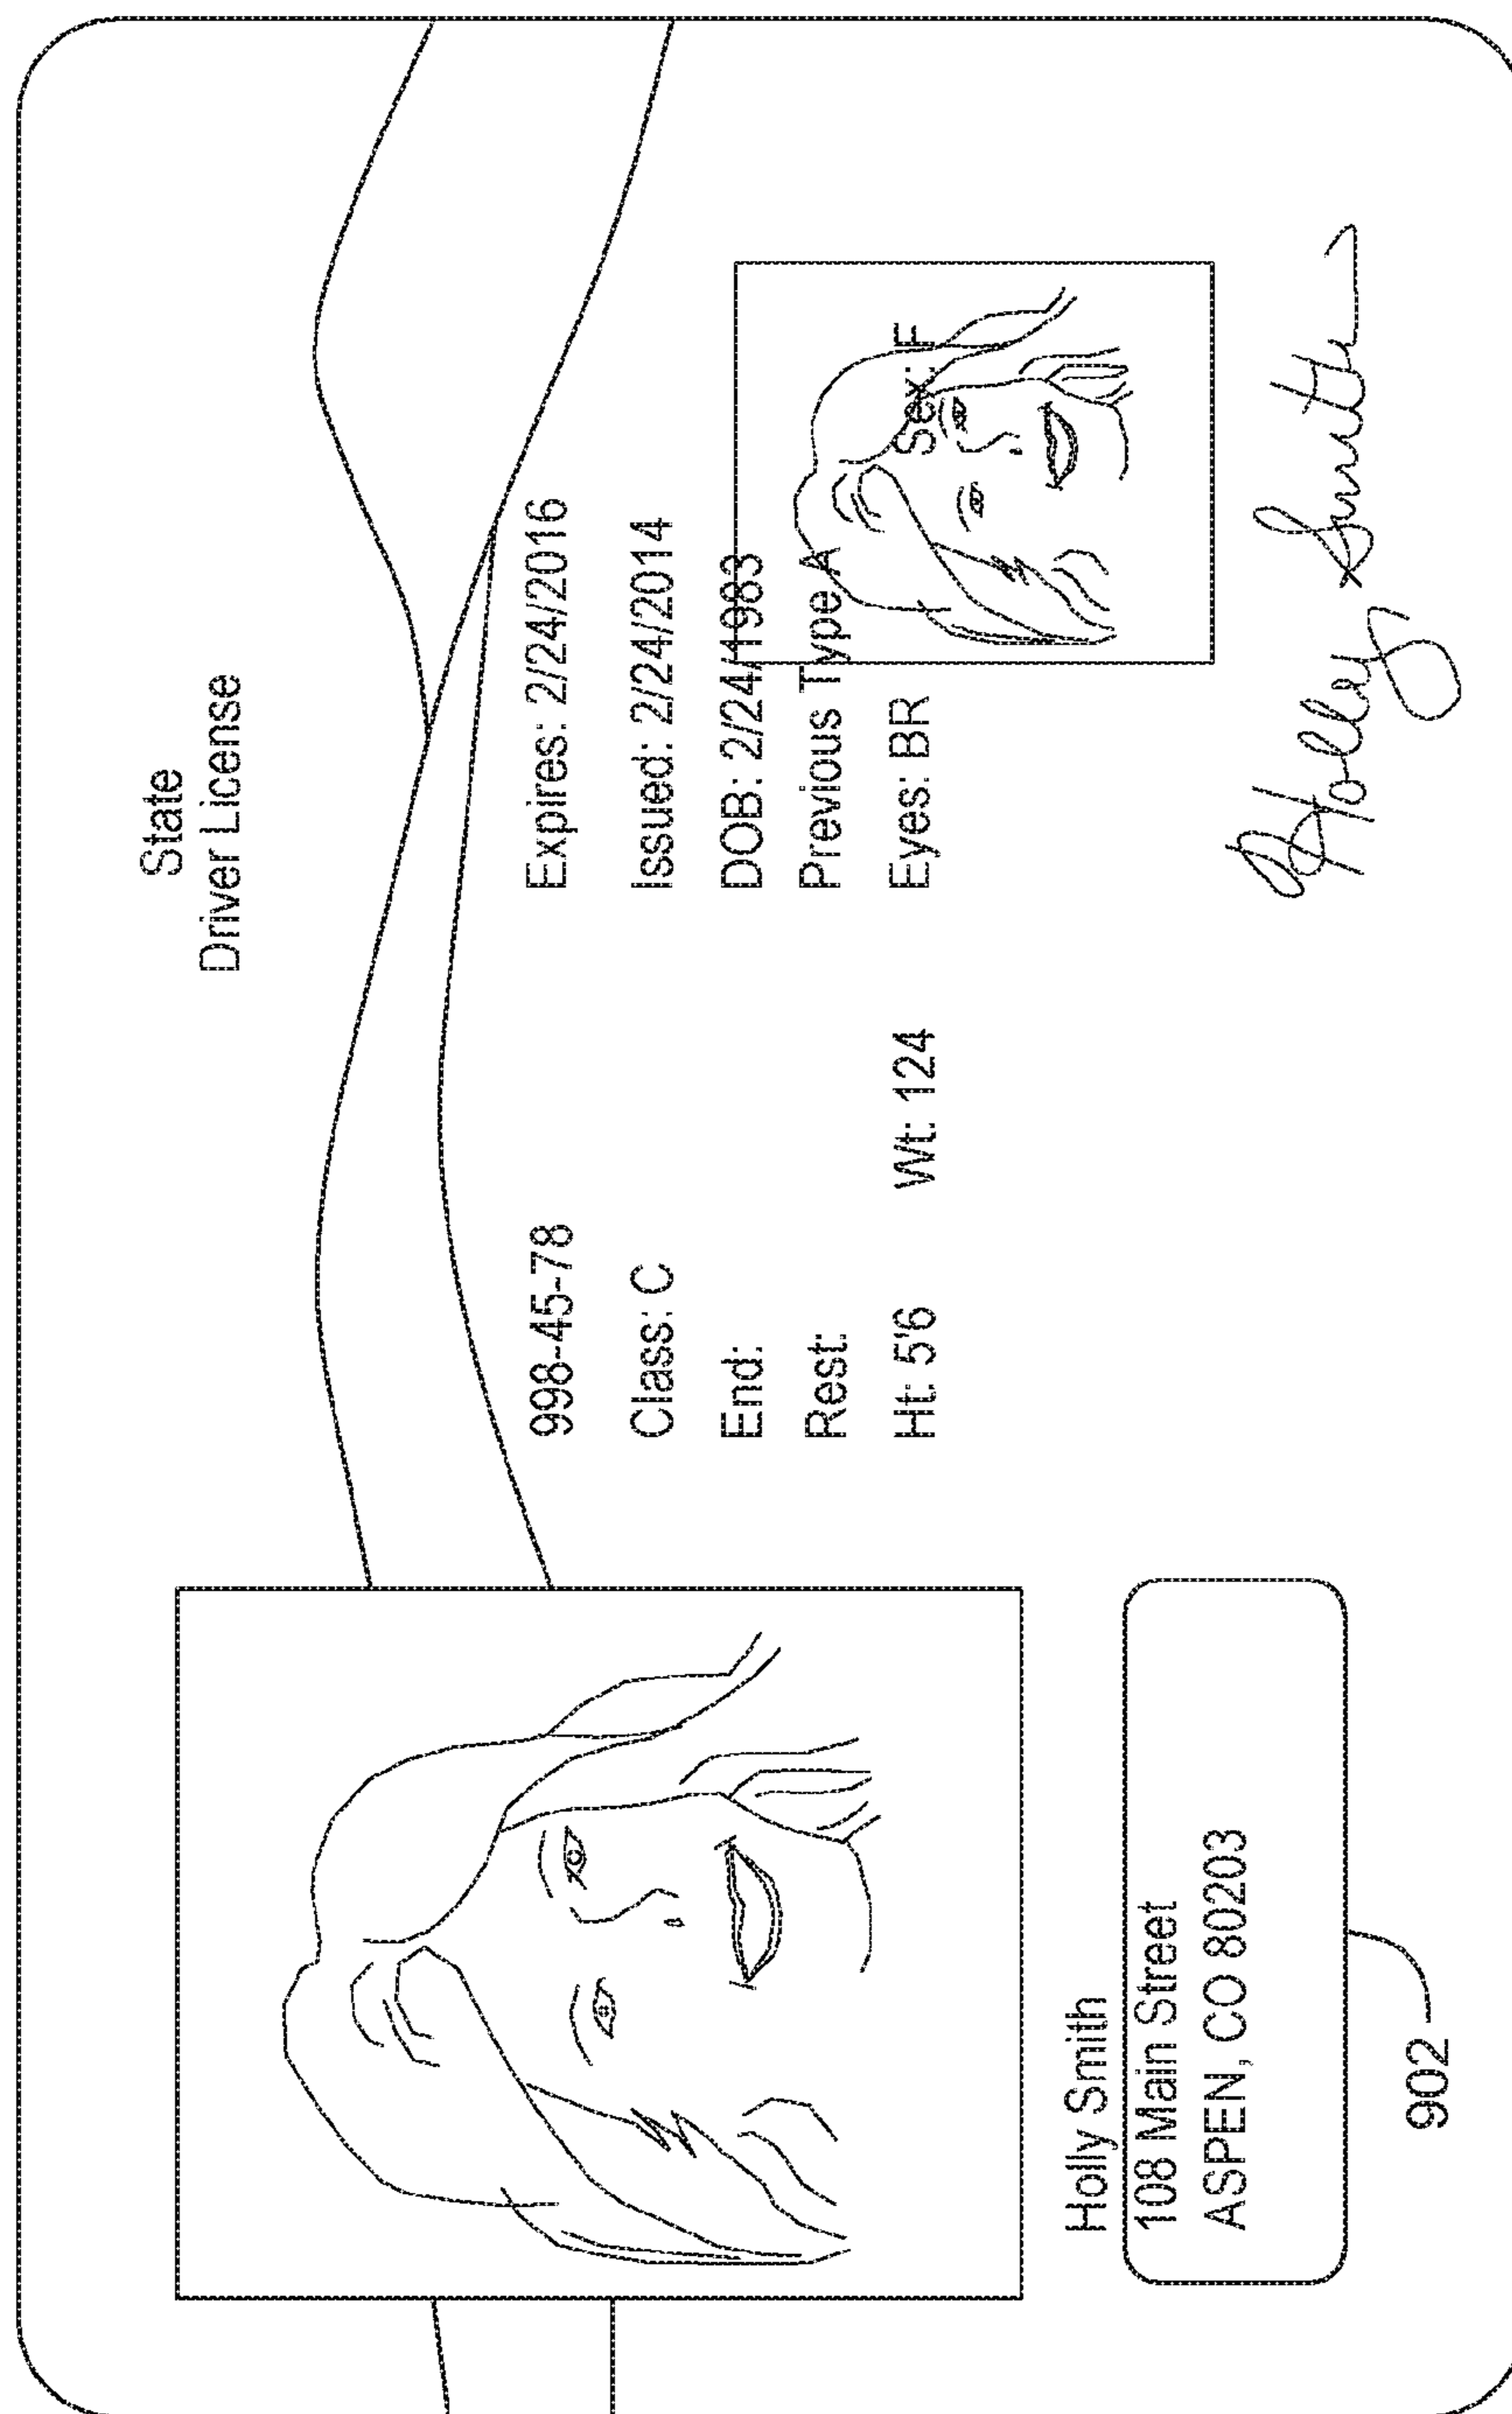 State
Driver License
998-45-78 Expires: 2/24/2016
Class: C Issued: 2/24/2014
End: DOB: 2/24/1983
Rest: Previous Type A
Ht: 5'6 Wt: 124 Eyes: BR Sex: F
Holly Smith
108 Main Street
ASPEN, CO 80203
Holley Smith
902